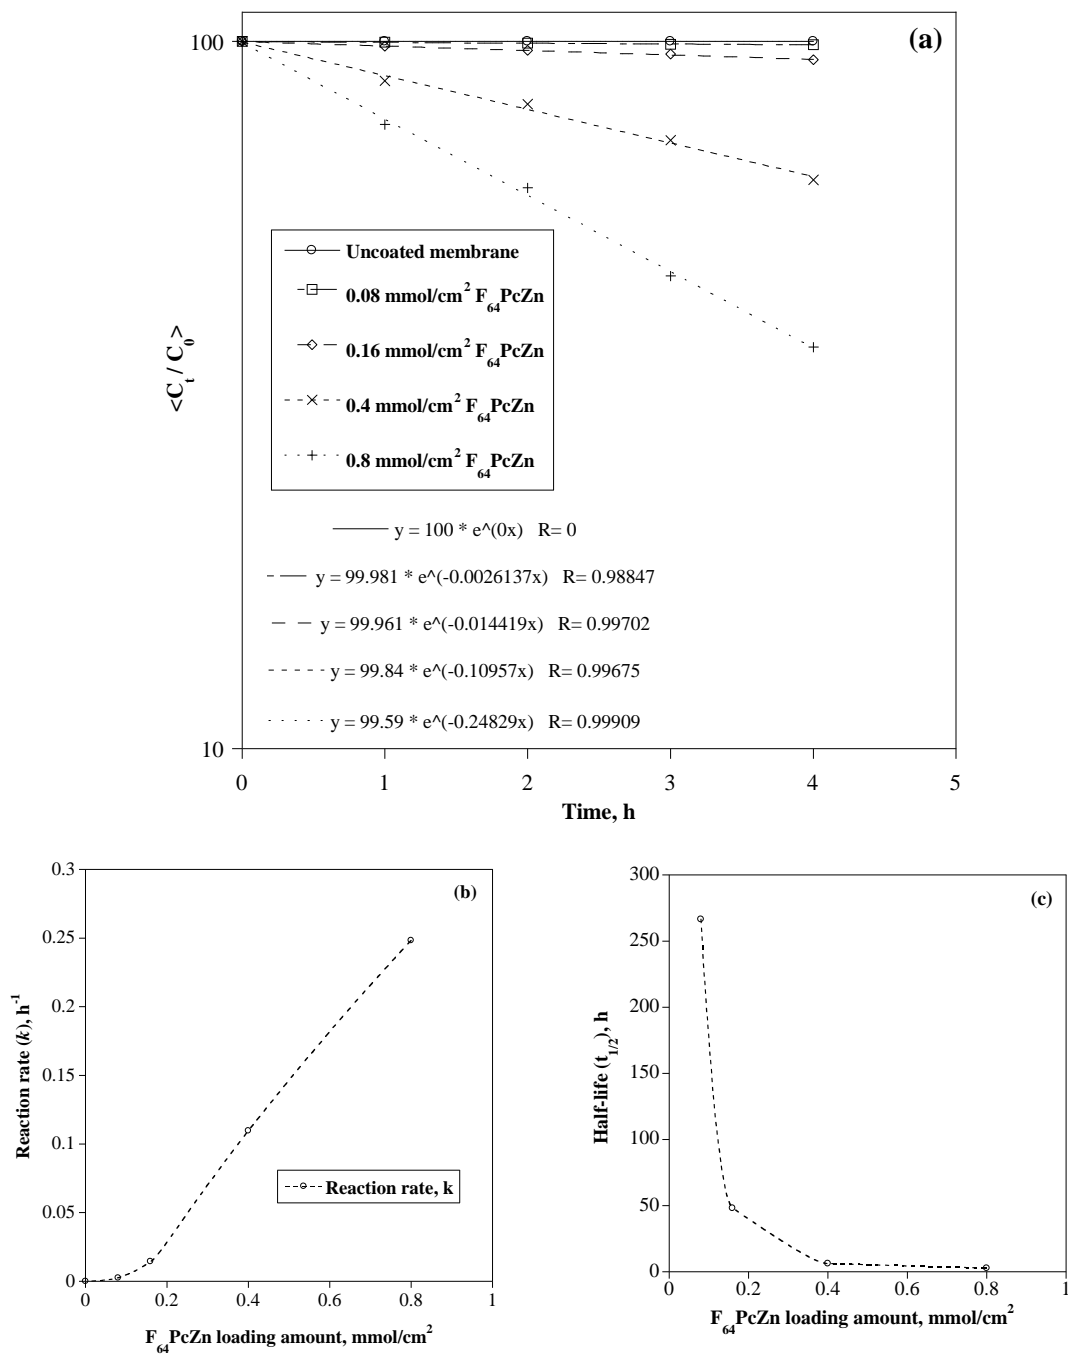 (a)
100
10
<C_t / C_0>
Uncoated membrane
0.08 mmol/cm² F₆₄PcZn
0.16 mmol/cm² F₆₄PcZn
0.4 mmol/cm² F₆₄PcZn
0.8 mmol/cm² F₆₄PcZn
y = 100 * e^(0x) R= 0
y = 99.981 * e^(-0.0026137x) R= 0.98847
y = 99.961 * e^(-0.014419x) R= 0.99702
y = 99.84 * e^(-0.10957x) R= 0.99675
y = 99.59 * e^(-0.24829x) R= 0.99909
0 1 2 3 4 5
Time, h
(b)
Reaction rate (k), h⁻¹
0.3
0.25
0.2
0.15
0.1
0.05
0
Reaction rate, k
0 0.2 0.4 0.6 0.8 1
F₆₄PcZn loading amount, mmol/cm²
(c)
Half-life (t_1/2), h
300
250
200
150
100
50
0
0 0.2 0.4 0.6 0.8 1
F₆₄PcZn loading amount, mmol/cm²